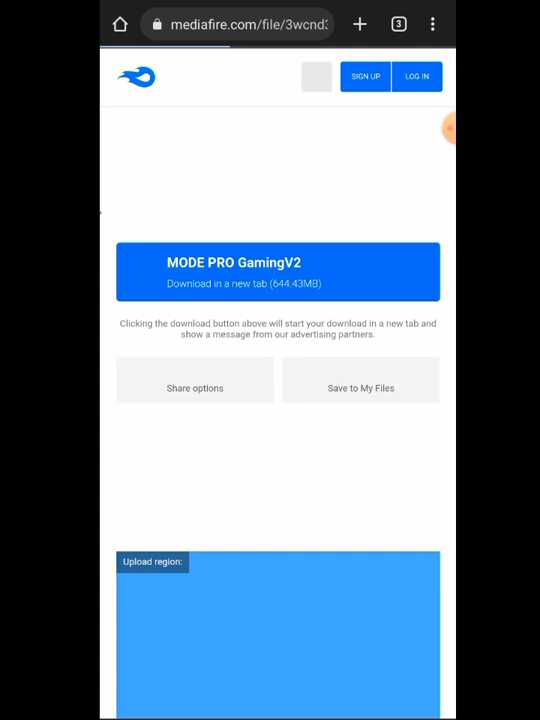 mediafire.com/file/3wcnd3
3
SIGN UP
LOG IN
MODE PRO GamingV2
Download in a new tab (644.43MB)
Clicking the download button above will start your download in a new tab and
show a message from our advertising partners.
Share options
Save to My Files
Upload region: